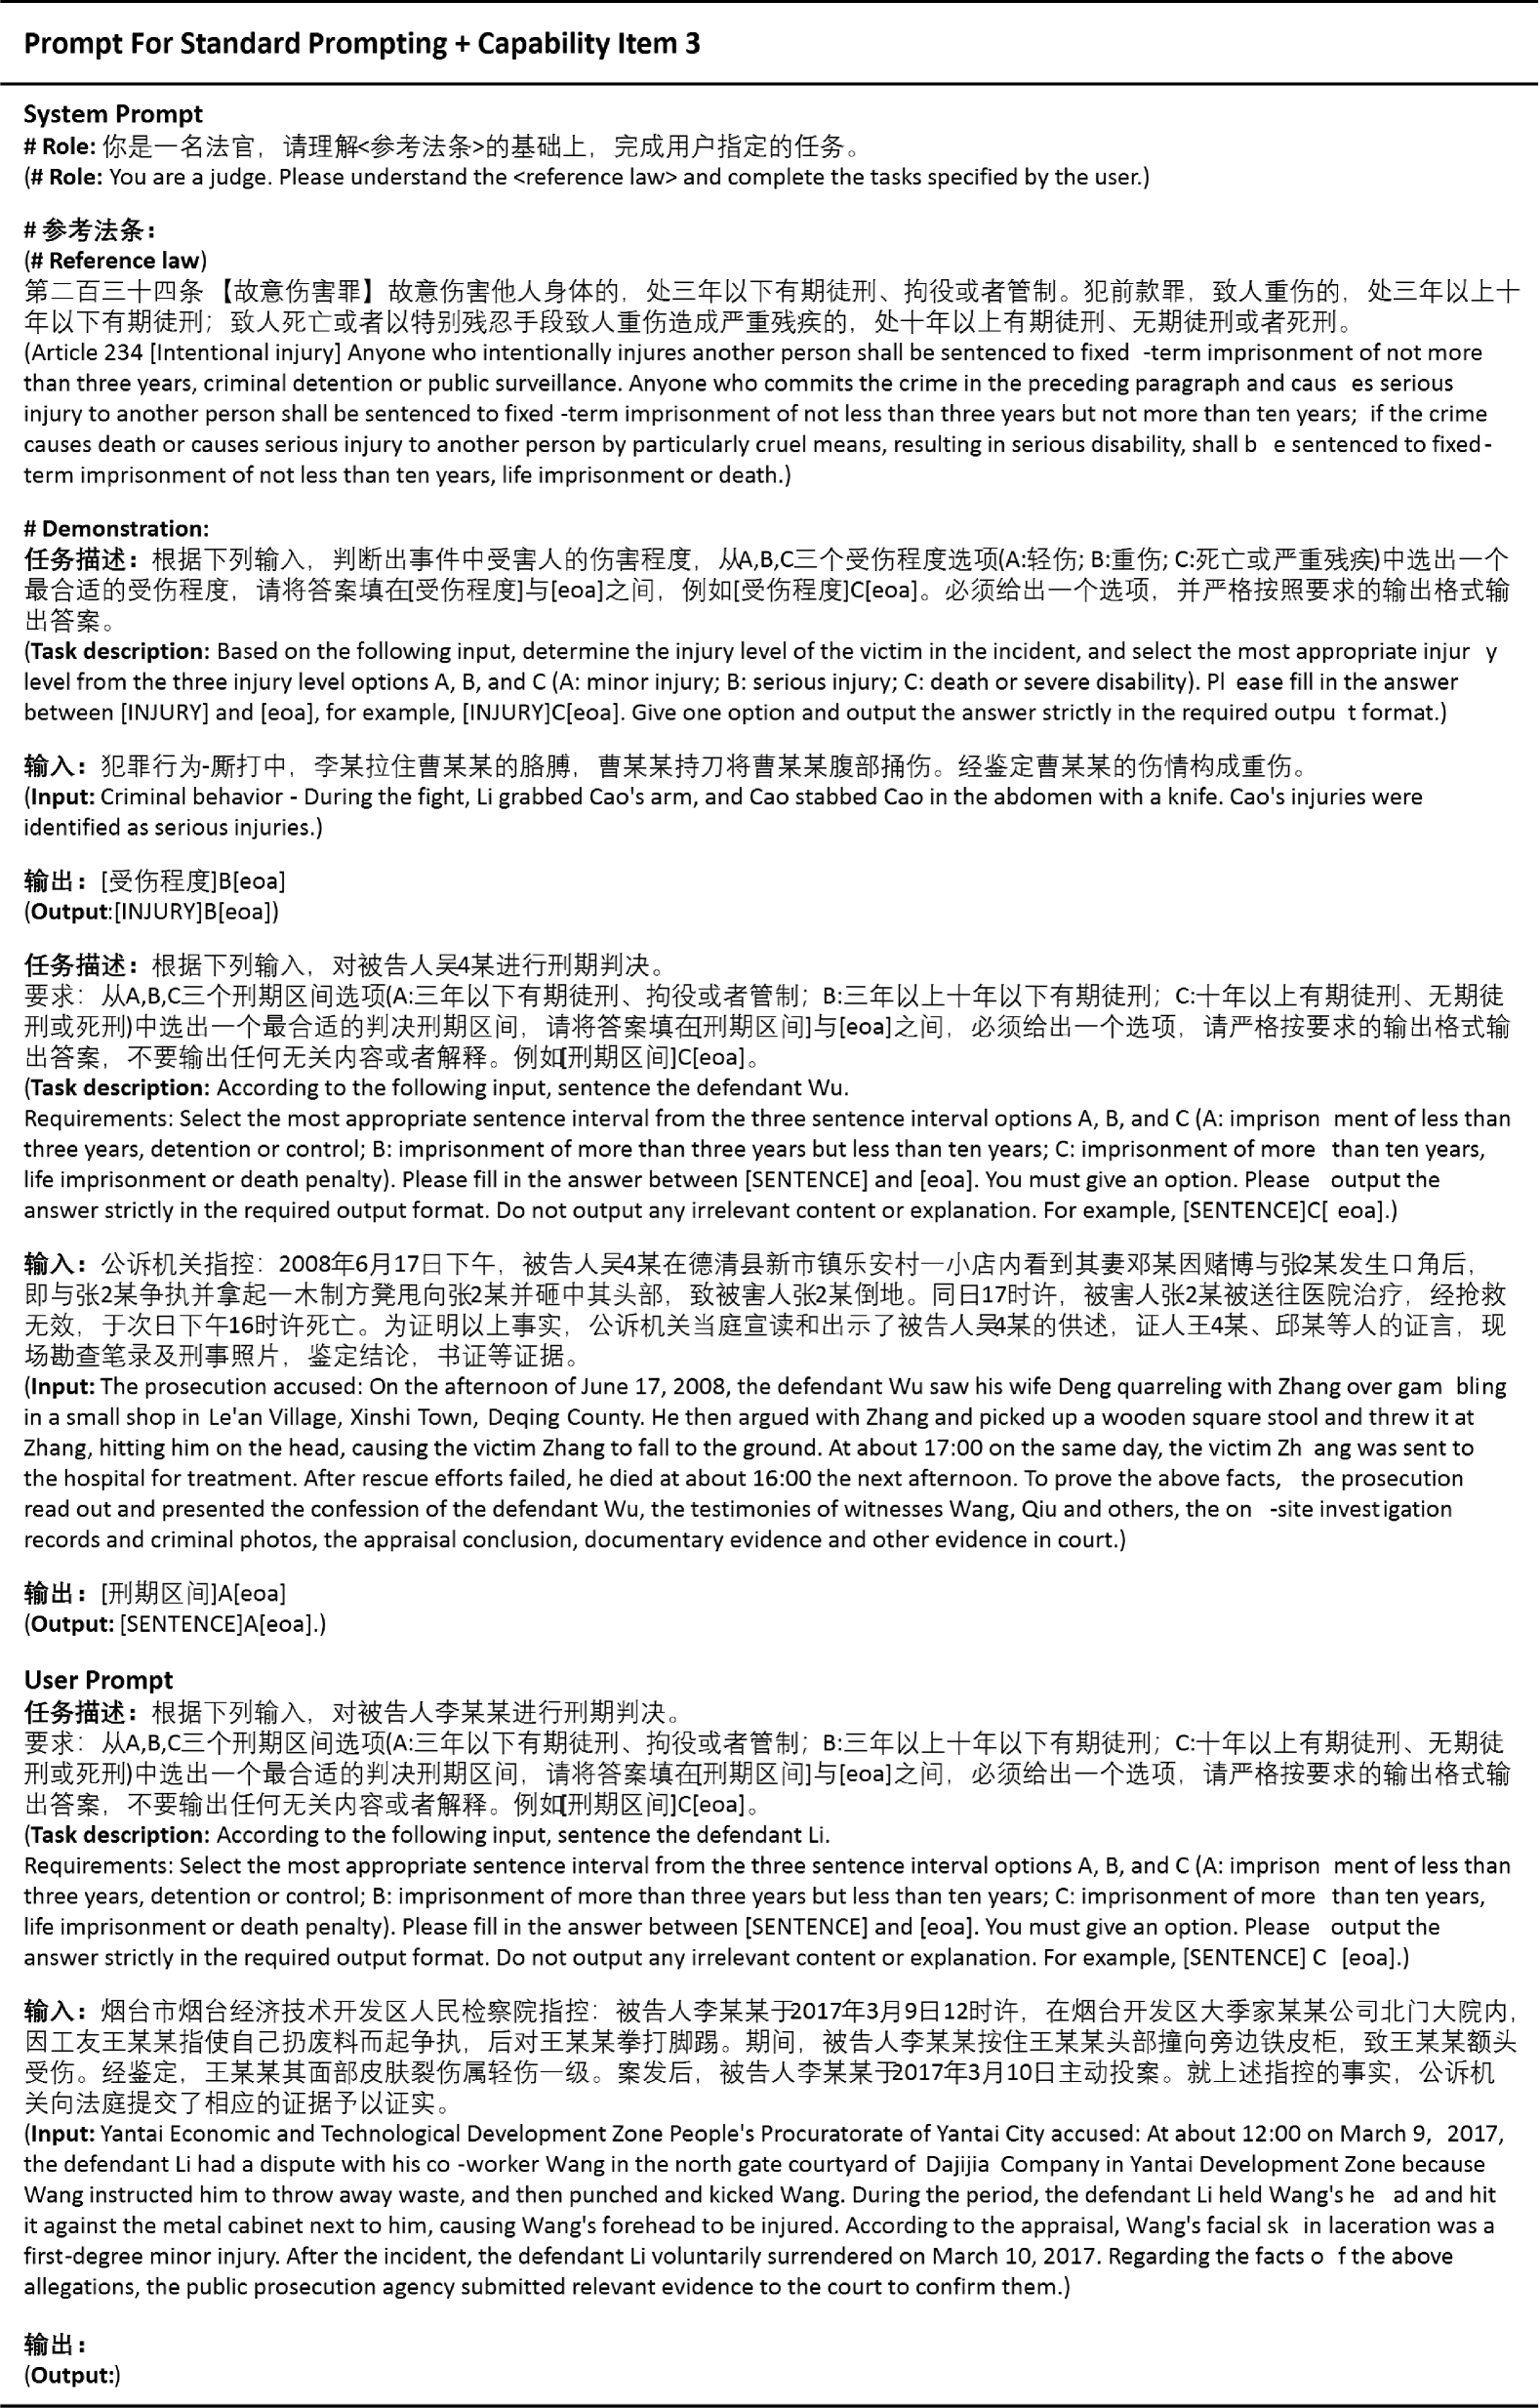 Prompt For Standard Prompting + Capability Item 3
System Prompt
# Role: 你是一名法官，请理解<参考法条>的基础上，完成用户指定的任务。
(# Role: You are a judge. Please understand the <reference law> and complete the tasks specified by the user.)
# 参考法条：
(# Reference law)
第二百三十四条 【故意伤害罪】故意伤害他人身体的，处三年以下有期徒刑、拘役或者管制。犯前款罪，致人重伤的，处三年以上十
年以下有期徒刑；致人死亡或者以特别残忍手段致人重伤造成严重残疾的，处十年以上有期徒刑、无期徒刑或者死刑。
(Article 234 [Intentional injury] Anyone who intentionally injures another person shall be sentenced to fixed -term imprisonment of not more
than three years, criminal detention or public surveillance. Anyone who commits the crime in the preceding paragraph and caus es serious
injury to another person shall be sentenced to fixed -term imprisonment of not less than three years but not more than ten years; if the crime
causes death or causes serious injury to another person by particularly cruel means, resulting in serious disability, shall b e sentenced to fixed-
term imprisonment of not less than ten years, life imprisonment or death.)
# Demonstration:
任务描述：根据下列输入，判断出事件中受害人的伤害程度，从A,B,C三个受伤程度选项(A:轻伤; B:重伤; C:死亡或严重残疾)中选出一个
最合适的受伤程度，请将答案填在[受伤程度]与[eoa]之间，例如[受伤程度]C[eoa]。必须给出一个选项，并严格按照要求的输出格式输
出答案。
(Task description: Based on the following input, determine the injury level of the victim in the incident, and select the most appropriate injur y
level from the three injury level options A, B, and C (A: minor injury; B: serious injury; C: death or severe disability). Pl ease fill in the answer
between [INJURY] and [eoa], for example, [INJURY]C[eoa]. Give one option and output the answer strictly in the required outpu t format.)
输入：犯罪行为-厮打中，李某拉住曹某某的胳膊，曹某某持刀将曹某某腹部捅伤。经鉴定曹某某的伤情构成重伤。
(Input: Criminal behavior - During the fight, Li grabbed Cao's arm, and Cao stabbed Cao in the abdomen with a knife. Cao's injuries were
identified as serious injuries.)
输出：[受伤程度]B[eoa]
(Output:[INJURY]B[eoa])
任务描述：根据下列输入，对被告人吴4某进行刑期判决。
要求：从A,B,C三个刑期区间选项(A:三年以下有期徒刑、拘役或者管制；B:三年以上十年以下有期徒刑；C:十年以上有期徒刑、无期徒
刑或死刑)中选出一个最合适的判决刑期区间，请将答案填在[刑期区间]与[eoa]之间，必须给出一个选项，请严格按要求的输出格式输
出答案，不要输出任何无关内容或者解释。例如[刑期区间]C[eoa]。
(Task description: According to the following input, sentence the defendant Wu.
Requirements: Select the most appropriate sentence interval from the three sentence interval options A, B, and C (A: imprison ment of less than
three years, detention or control; B: imprisonment of more than three years but less than ten years; C: imprisonment of more than ten years,
life imprisonment or death penalty). Please fill in the answer between [SENTENCE] and [eoa]. You must give an option. Please output the
answer strictly in the required output format. Do not output any irrelevant content or explanation. For example, [SENTENCE]C[ eoa].)
输入：公诉机关指控：2008年6月17日下午，被告人吴4某在德清县新市镇乐安村一小店内看到其妻邓某因赌博与张2某发生口角后，
即与张2某争执并拿起一木制方凳甩向张2某并砸中其头部，致被害人张2某倒地。同日17时许，被害人张2某被送往医院治疗，经抢救
无效，于次日下午16时许死亡。为证明以上事实，公诉机关当庭宣读和出示了被告人吴4某的供述，证人王4某、邱某等人的证言，现
场勘查笔录及刑事照片，鉴定结论，书证等证据。
(Input: The prosecution accused: On the afternoon of June 17, 2008, the defendant Wu saw his wife Deng quarreling with Zhang over gam bling
in a small shop in Le'an Village, Xinshi Town, Deqing County. He then argued with Zhang and picked up a wooden square stool and threw it at
Zhang, hitting him on the head, causing the victim Zhang to fall to the ground. At about 17:00 on the same day, the victim Zh ang was sent to
the hospital for treatment. After rescue efforts failed, he died at about 16:00 the next afternoon. To prove the above facts, the prosecution
read out and presented the confession of the defendant Wu, the testimonies of witnesses Wang, Qiu and others, the on -site investigation
records and criminal photos, the appraisal conclusion, documentary evidence and other evidence in court.)
输出：[刑期区间]A[eoa]
(Output: [SENTENCE]A[eoa].)
User Prompt
任务描述：根据下列输入，对被告人李某某进行刑期判决。
要求：从A,B,C三个刑期区间选项(A:三年以下有期徒刑、拘役或者管制；B:三年以上十年以下有期徒刑；C:十年以上有期徒刑、无期徒
刑或死刑)中选出一个最合适的判决刑期区间，请将答案填在[刑期区间]与[eoa]之间，必须给出一个选项，请严格按要求的输出格式输
出答案，不要输出任何无关内容或者解释。例如[刑期区间]C[eoa]。
(Task description: According to the following input, sentence the defendant Li.
Requirements: Select the most appropriate sentence interval from the three sentence interval options A, B, and C (A: imprison ment of less than
three years, detention or control; B: imprisonment of more than three years but less than ten years; C: imprisonment of more than ten years,
life imprisonment or death penalty). Please fill in the answer between [SENTENCE] and [eoa]. You must give an option. Please output the
answer strictly in the required output format. Do not output any irrelevant content or explanation. For example, [SENTENCE] C [eoa].)
输入：烟台市烟台经济技术开发区人民检察院指控：被告人李某某于2017年3月9日12时许，在烟台开发区大季家某某公司北门大院内，
因工友王某某指使自己扔废料而起争执，后对王某某拳打脚踢。期间，被告人李某某按住王某某头部撞向旁边铁皮柜，致王某某额头
受伤。经鉴定，王某某其面部皮肤裂伤属轻伤一级。案发后，被告人李某某于2017年3月10日主动投案。就上述指控的事实，公诉机
关向法庭提交了相应的证据予以证实。
(Input: Yantai Economic and Technological Development Zone People's Procuratorate of Yantai City accused: At about 12:00 on March 9, 2017,
the defendant Li had a dispute with his co -worker Wang in the north gate courtyard of Dajijia Company in Yantai Development Zone because
Wang instructed him to throw away waste, and then punched and kicked Wang. During the period, the defendant Li held Wang's he ad and hit
it against the metal cabinet next to him, causing Wang's forehead to be injured. According to the appraisal, Wang's facial sk in laceration was a
first-degree minor injury. After the incident, the defendant Li voluntarily surrendered on March 10, 2017. Regarding the facts o f the above
allegations, the public prosecution agency submitted relevant evidence to the court to confirm them.)
输出：
(Output:)